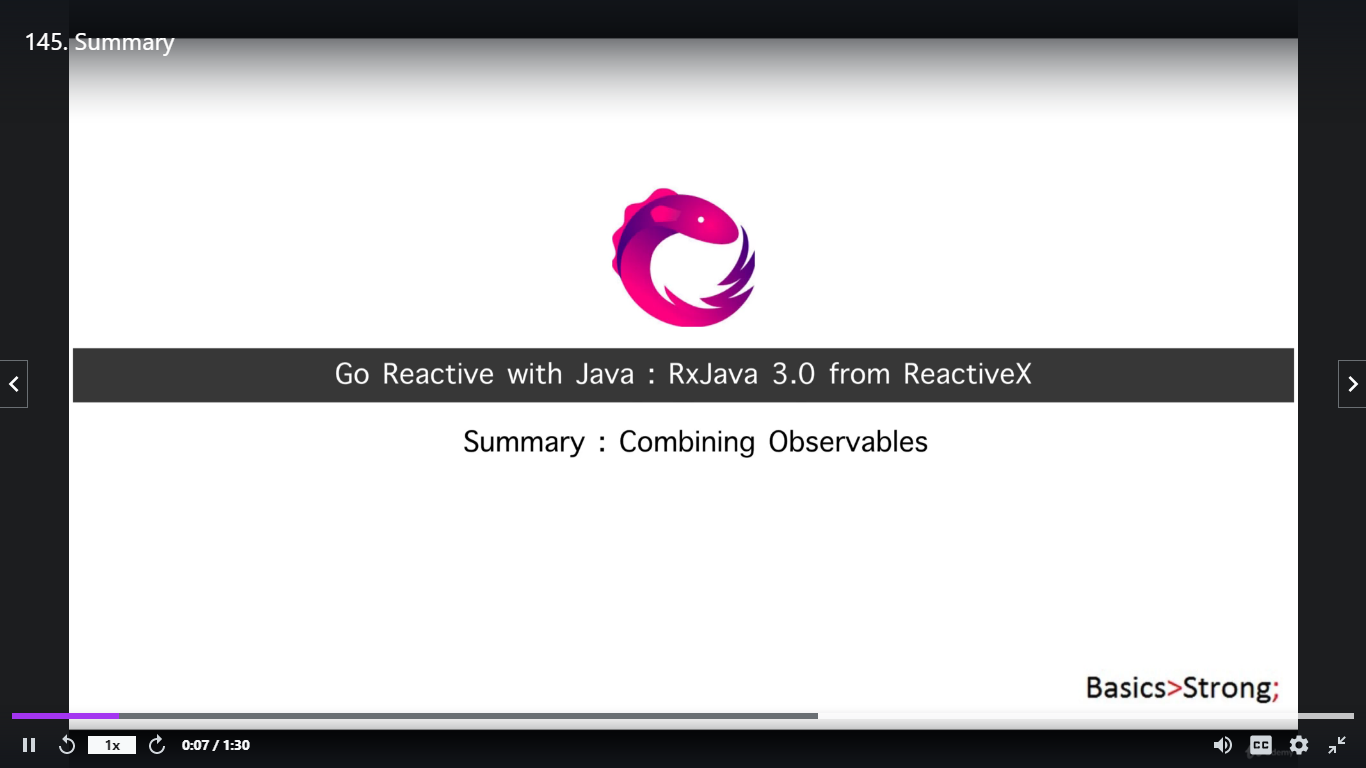 145. Summary
Go Reactive with Java : RxJava 3.0 from ReactiveX
Summary : Combining Observables
Basics>Strong;
1x
0:07 / 1:30
CC